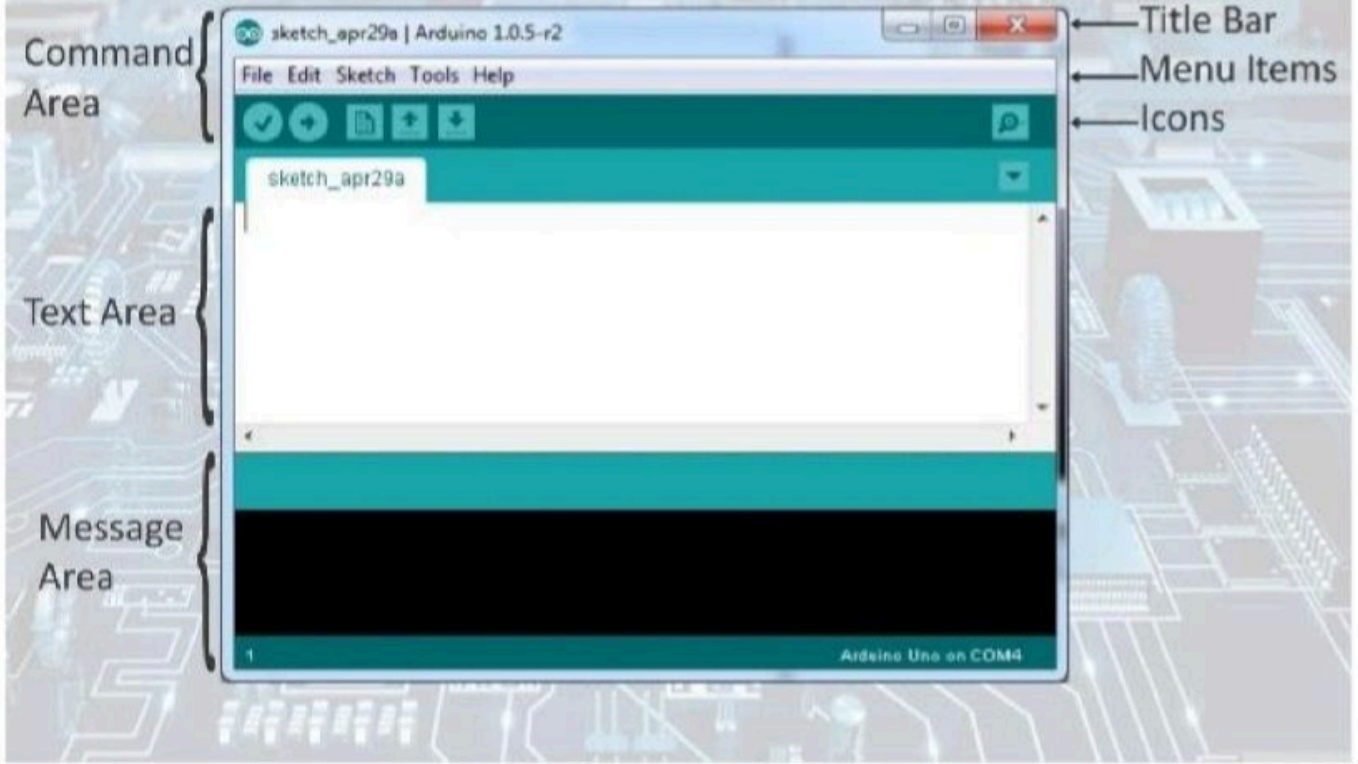 Command
Area
sketch_apr29a | Arduino 1.0.5-r2
Title Bar
File Edit Sketch Tools Help
Menu Items
Icons
sketch_apr29a
Text Area
Message
Area
1
Arduino Uno on COM4